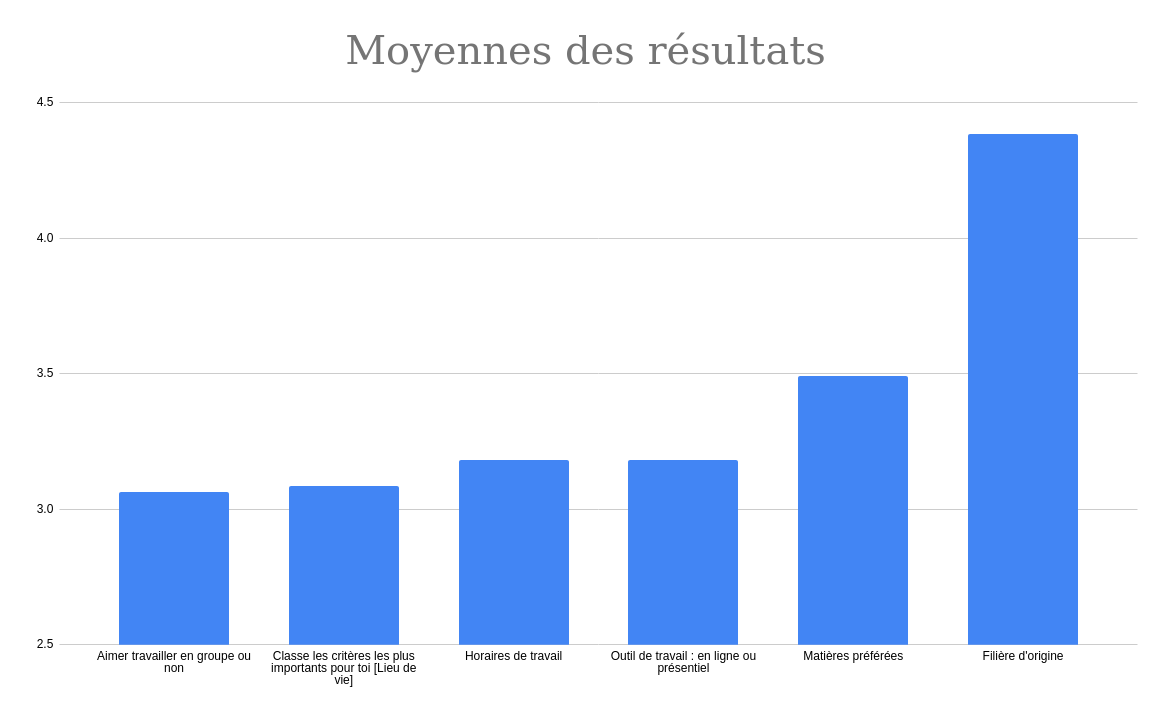 Moyennes des résultats
4.5
4.0
3.5
3.0
2.5
Aimer travailler en groupe ou
non
Classe les critères les plus
importants pour toi [Lieu de
vie]
Horaires de travail
Outil de travail : en ligne ou
présentiel
Matières préférées
Filière d'origine